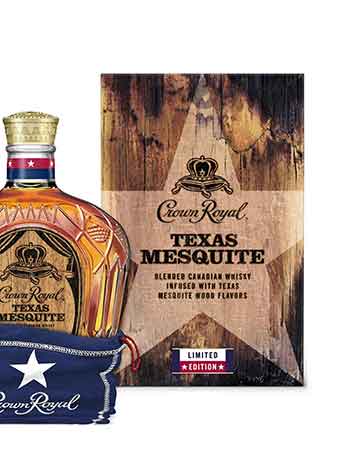 Crown Royal
TEXAS
MESQUITE
BLENDED CANADIAN WHISKY
INFUSED WITH TEXAS
MESQUITE WOOD FLAVORS
LIMITED
★EDITION★
Crown Royal
TEXAS
MESQUITE
Crown Royal